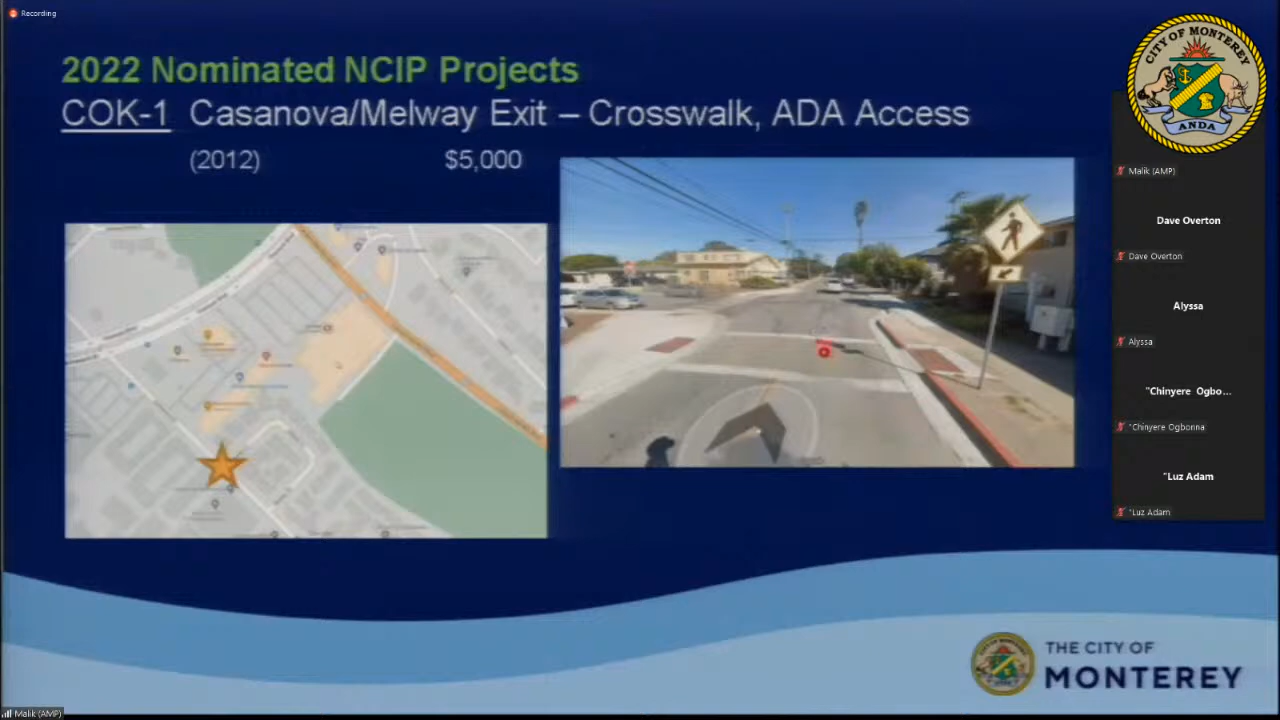 Recording
2022 Nominated NCIP Projects
COK-1 Casanova/Melway Exit – Crosswalk, ADA Access
(2012) $5,000
CITY OF MONTEREY
ANDA
Malik (AMP)
Dave Overton
Dave Overton
Alyssa
Alyssa
"Chinyere Ogbo...
"Chinyere Ogbonna
"Luz Adam
"Luz Adam
THE CITY OF
MONTEREY
Malik (AMP)